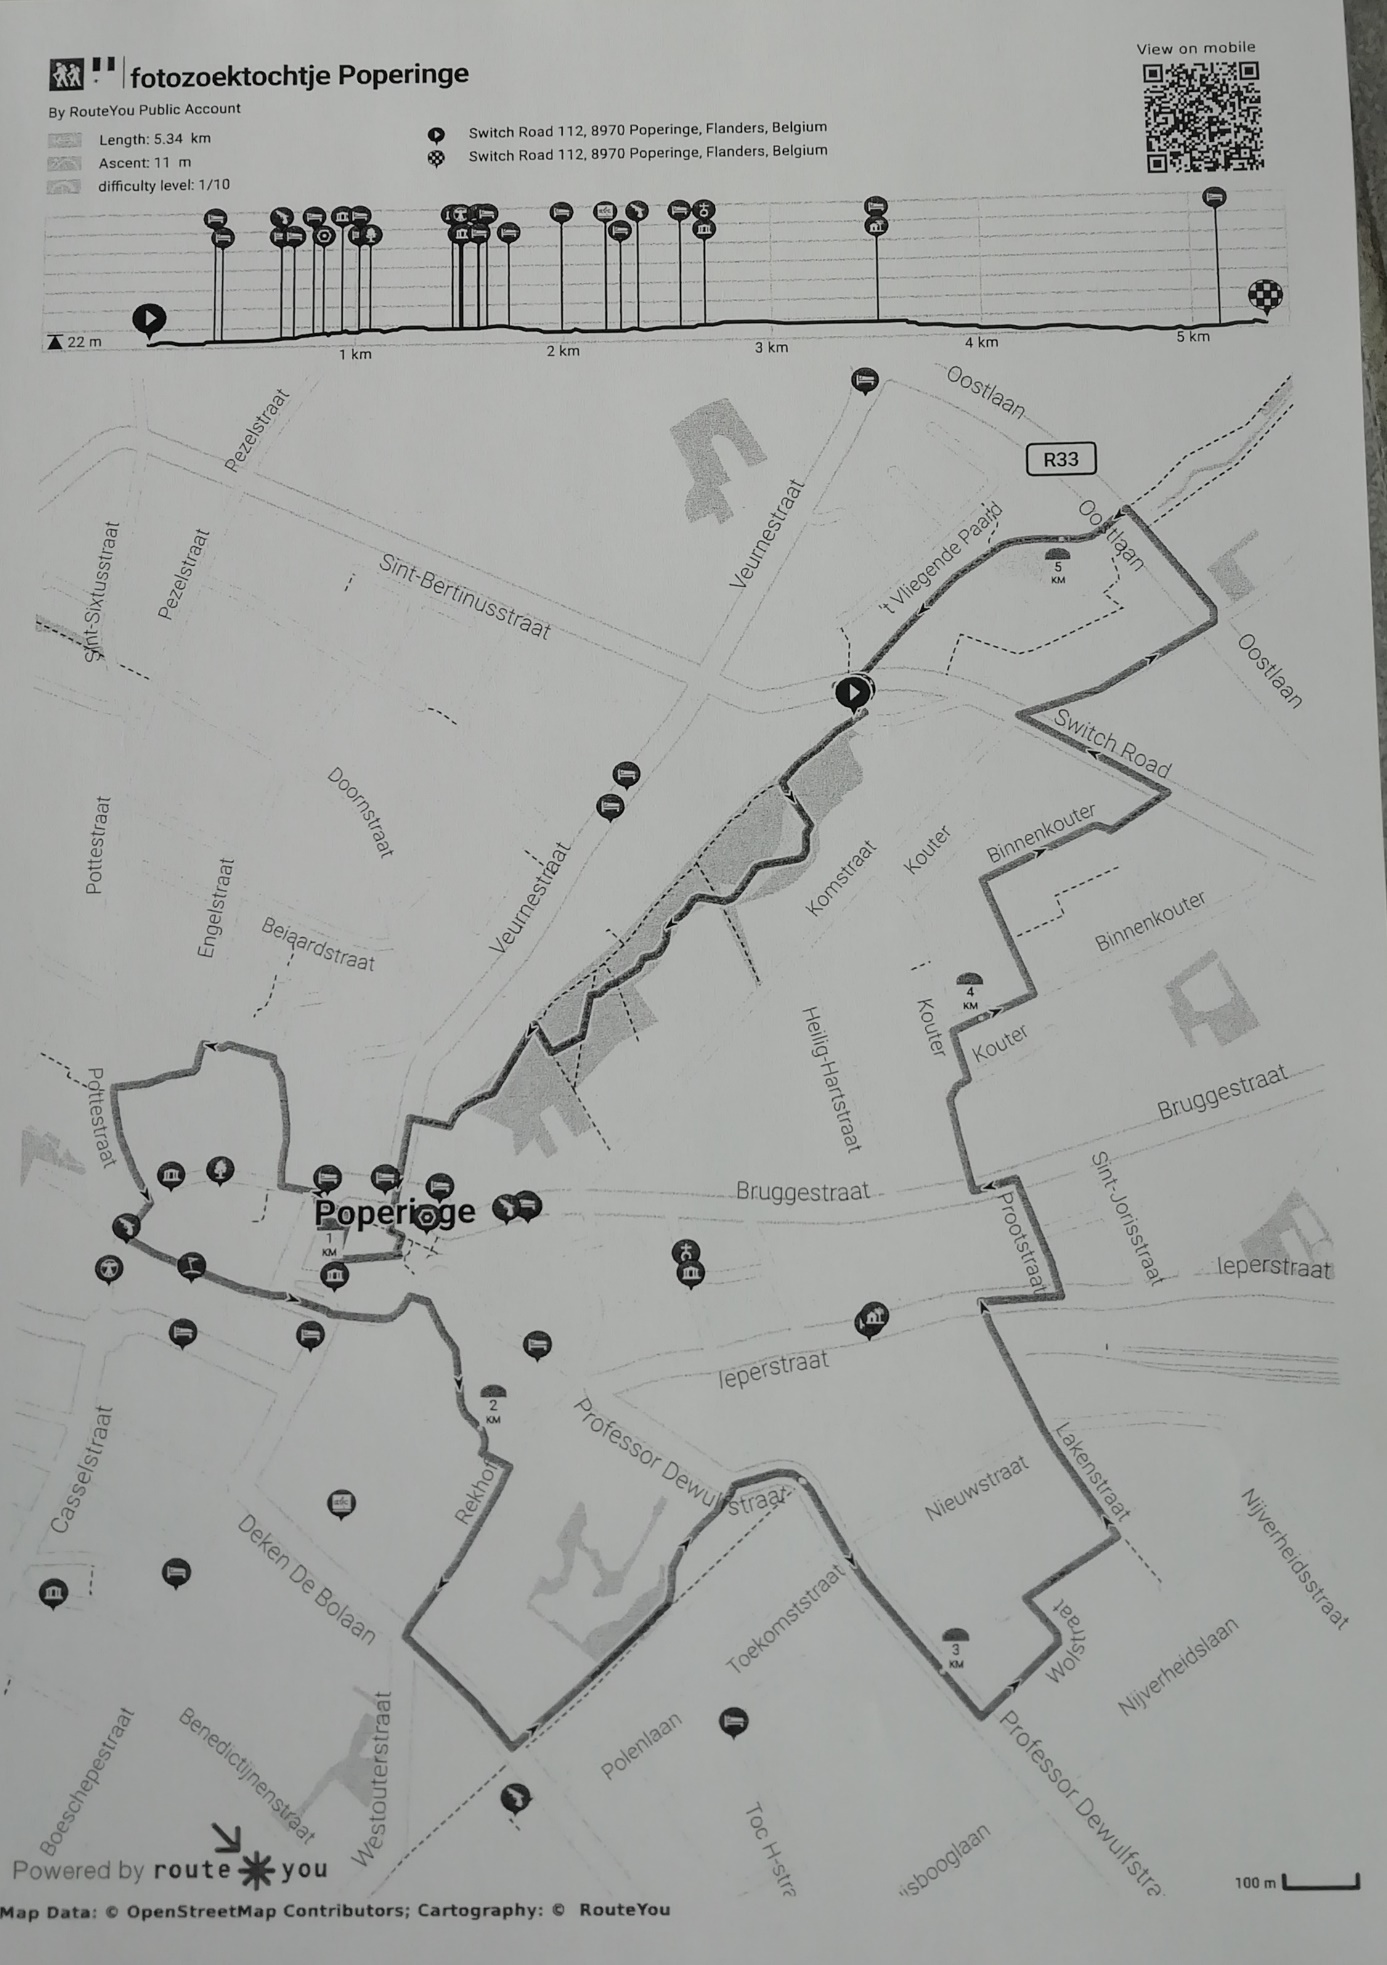 View on mobile
fotozoektochtje Poperinge
By RouteYou Public Account
Length: 5.34 km
Ascent: 11 m
difficulty level: 1/10
Switch Road 112, 8970 Poperinge, Flanders, Belgium
Switch Road 112, 8970 Poperinge, Flanders, Belgium
22 m
1 km
2 km
3 km
4 km
5 km
Oostlaan
Pezelstraat
R33
Veurnestraat
Oostlaan
't Vliegende Paard
5 KM
Sint-Sixtusstraat
Pezelstraat
Sint-Bertinusstraat
Oostlaan
Switch Road
Doornstraat
Pottestraat
Binnenkouter
Kouter
Komstraat
Engelstraat
Veurnestraat
Beiaardstraat
Binnenkouter
4 KM
Kouter
Kouter
Heilig-Hartstraat
Pottestraat
Bruggestraat
Bruggestraat
Sint-Jorisstraat
Prootstraat
Poperinge
1 KM
Ieperstraat
Ieperstraat
2 KM
Professor Dewulfstraat
Casselstraat
Rekhof
Lakenstraat
Nieuwstraat
Nijverheidsstraat
Deken De Bolaan
Toekomststraat
Wolstraat
3 KM
Nijverheidslaan
Polenlaan
Boeschepestraat
Benedictijnenstraat
Westouterstraat
Professor Dewulfstra
Toc H-stra
isbooglaan
Powered by route you
100 m
Map Data: © OpenStreetMap Contributors; Cartography: © RouteYou